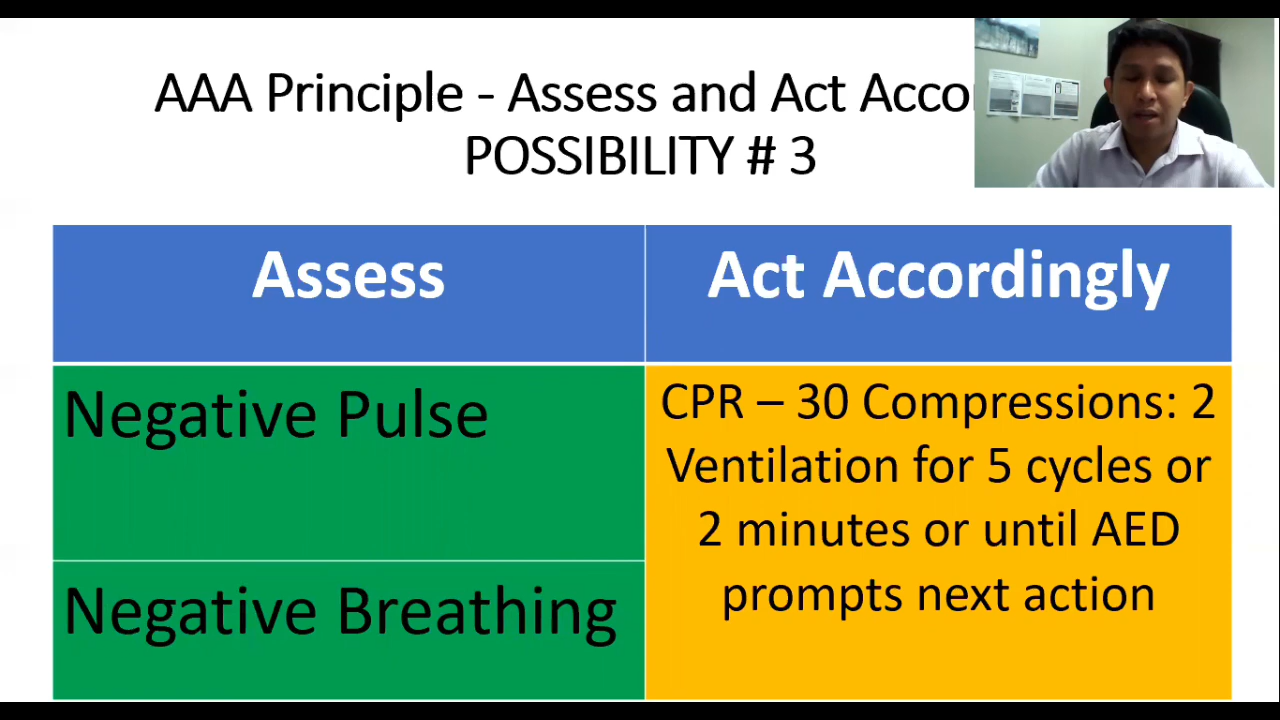 AAA Principle - Assess and Act Accor
POSSIBILITY # 3
Assess
Act Accordingly
Negative Pulse
Negative Breathing
CPR – 30 Compressions: 2
Ventilation for 5 cycles or
2 minutes or until AED
prompts next action